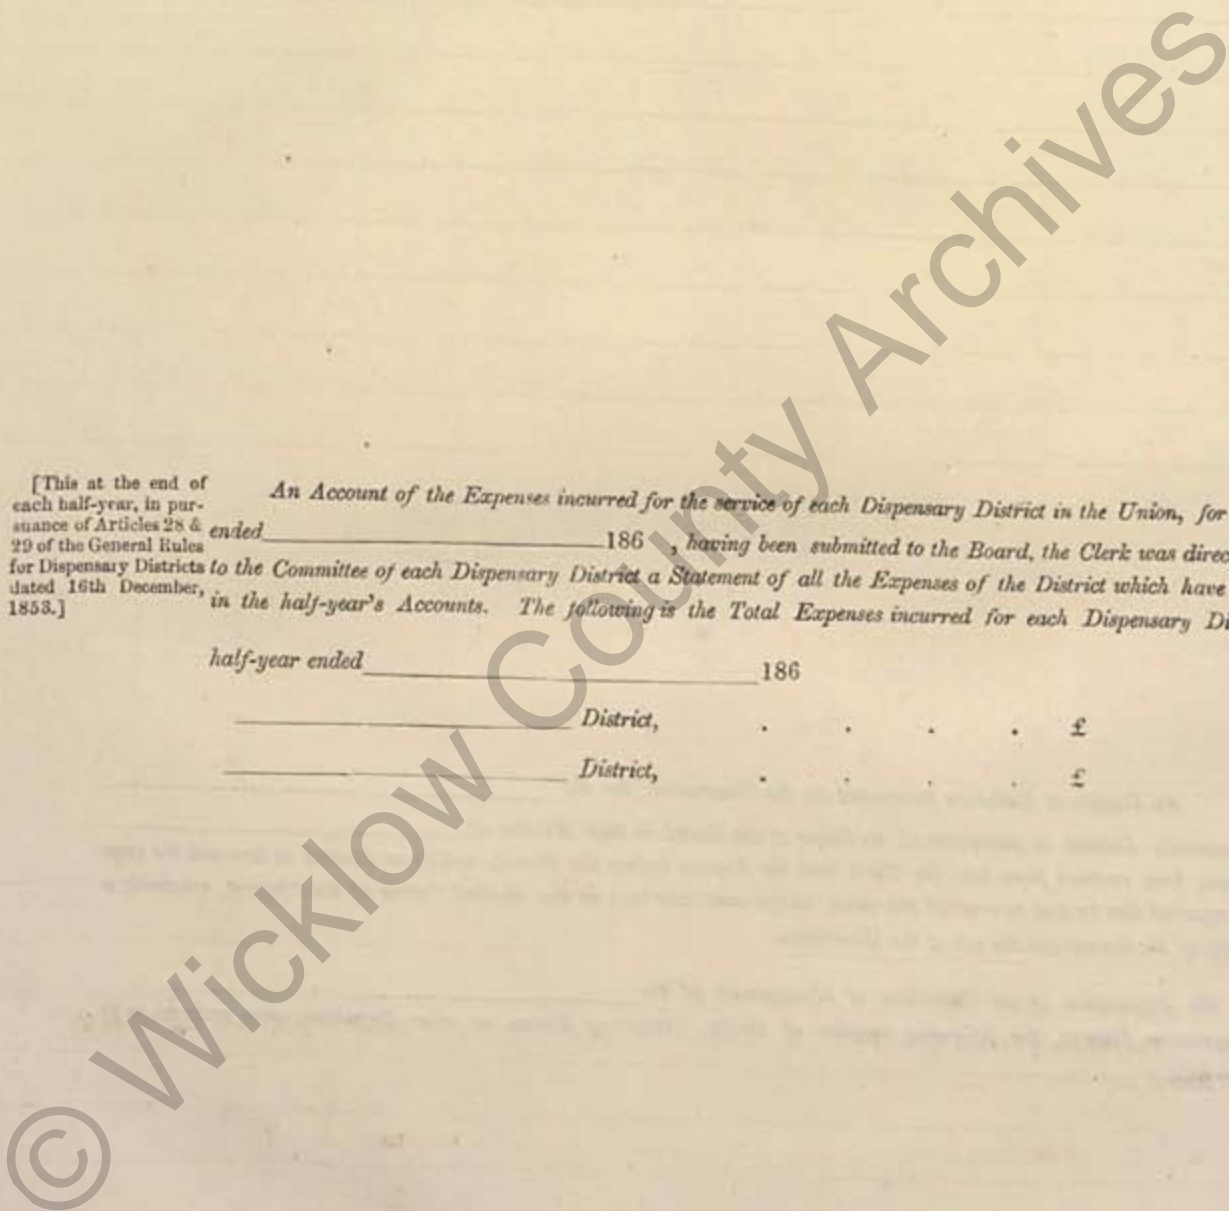 [This at the end of
each half-year, in pur-
suance of Articles 28 &
29 of the General Rules
for Dispensary Districts
dated 16th December,
1853.]
An Account of the Expenses incurred for the service of each Dispensary District in the Union, for
ended 186 , having been submitted to the Board, the Clerk was direc
to the Committee of each Dispensary District a Statement of all the Expenses of the District which have
in the half-year's Accounts. The following is the Total Expenses incurred for each Dispensary Di
half-year ended 186
District, . . . . £
District, . . . . £
© Wicklow County Archives